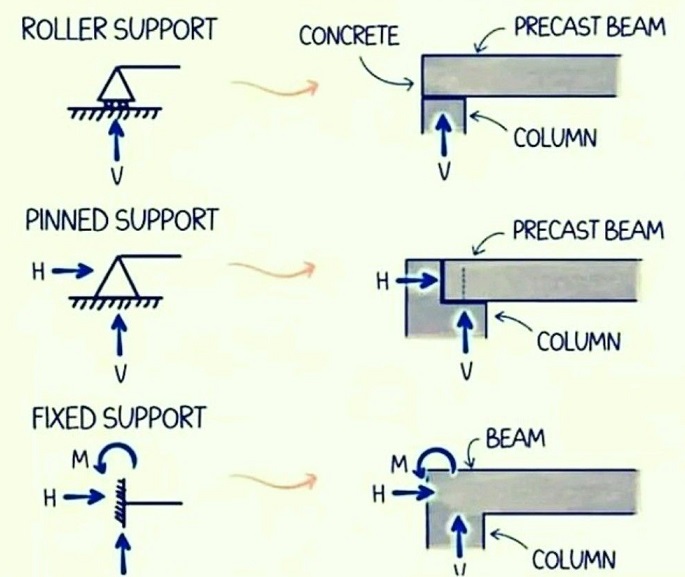 ROLLER SUPPORT
CONCRETE
PRECAST BEAM
COLUMN
V
V
PINNED SUPPORT
PRECAST BEAM
H
H
COLUMN
V
V
FIXED SUPPORT
BEAM
M
M
H
H
COLUMN
V